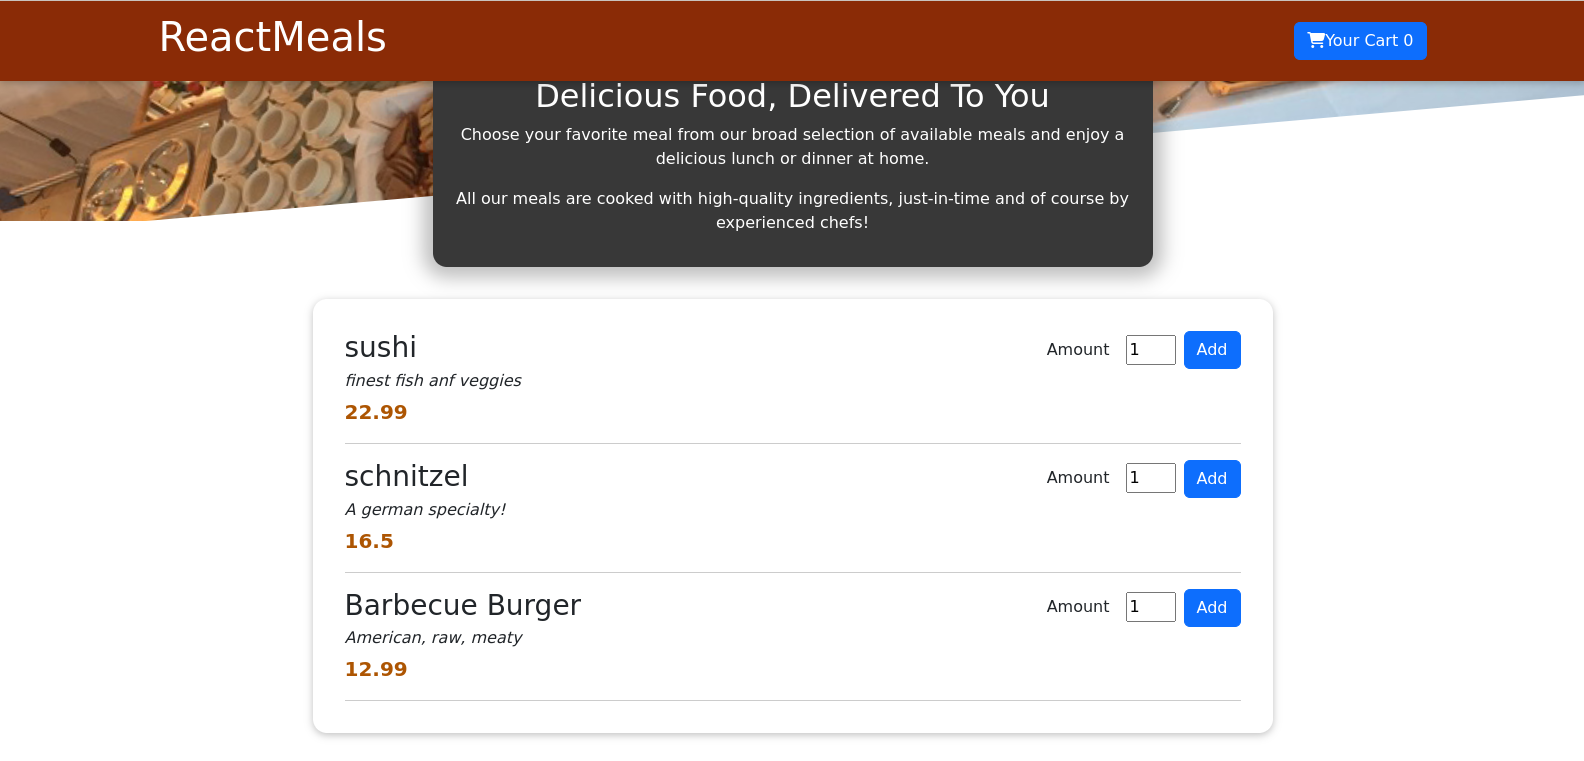 ReactMeals
Your Cart 0
Delicious Food, Delivered To You
Choose your favorite meal from our broad selection of available meals and enjoy a
delicious lunch or dinner at home.
All our meals are cooked with high-quality ingredients, just-in-time and of course by
experienced chefs!
sushi
Amount 1 Add
finest fish anf veggies
22.99
schnitzel
Amount 1 Add
A german specialty!
16.5
Barbecue Burger
Amount 1 Add
American, raw, meaty
12.99